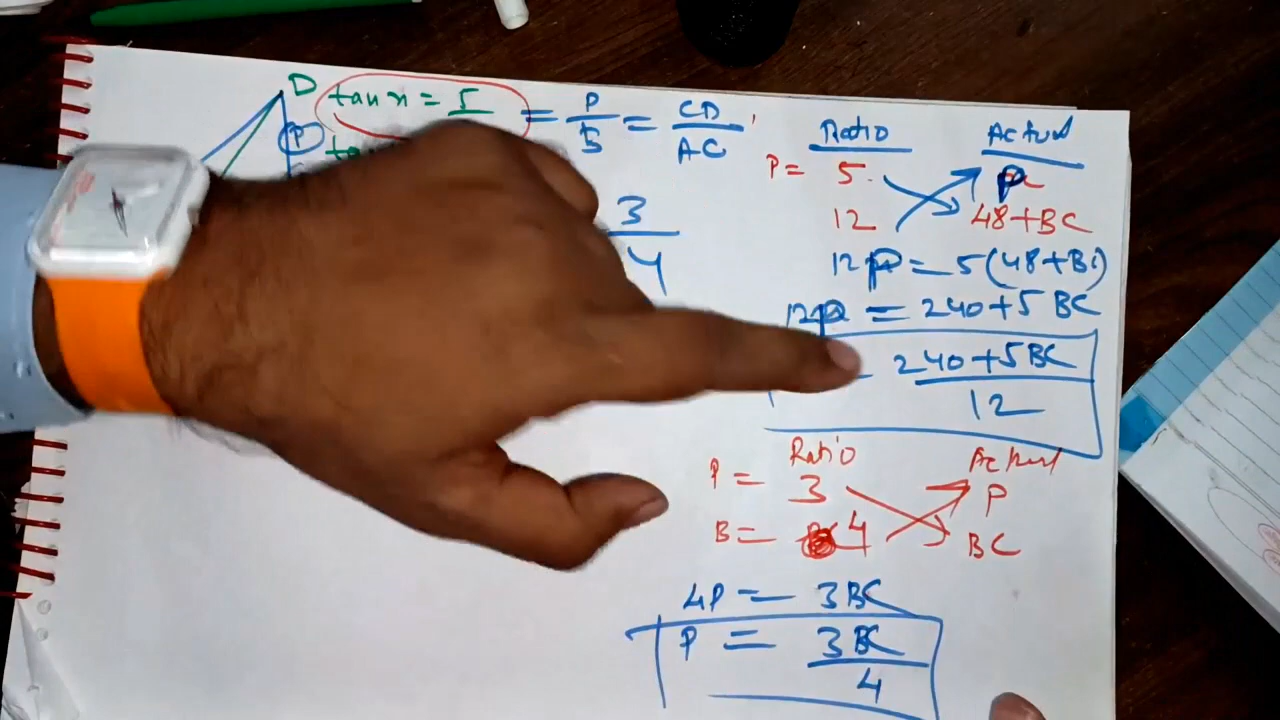 D
tan x = 5 = P/B = CD/AC
P
3
4
Ratio Actual
P = 5 P
12 48+BC
12P = 5(48+BC)
12P = 240+5BC
= 240+5BC
12
Ratio Actual
P = 3 P
B = 4 BC
4P = 3BC
P = 3BC
4